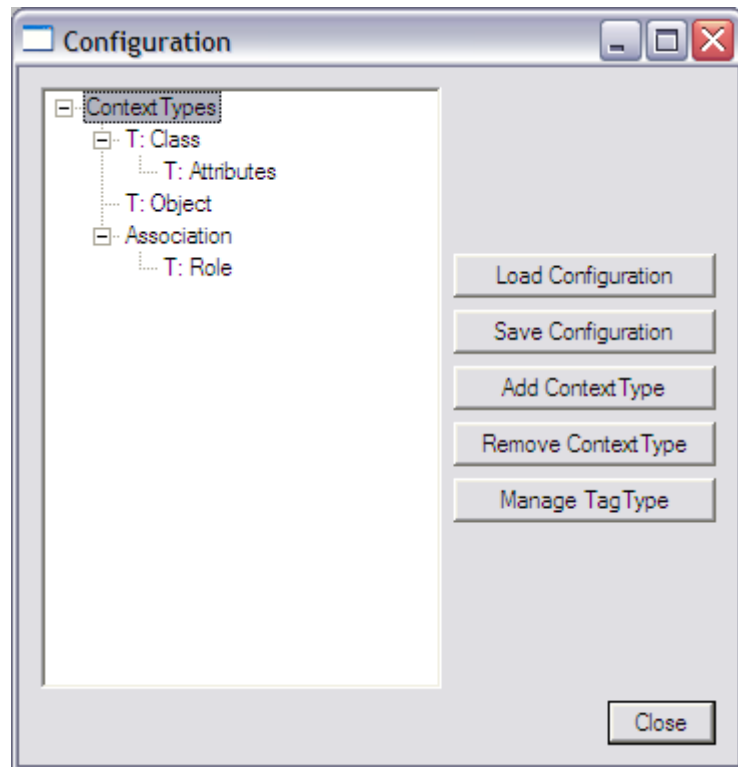 Configuration
ContextTypes
T: Class
T: Attributes
T: Object
Association
T: Role
Load Configuration
Save Configuration
Add ContextType
Remove ContextType
Manage TagType
Close